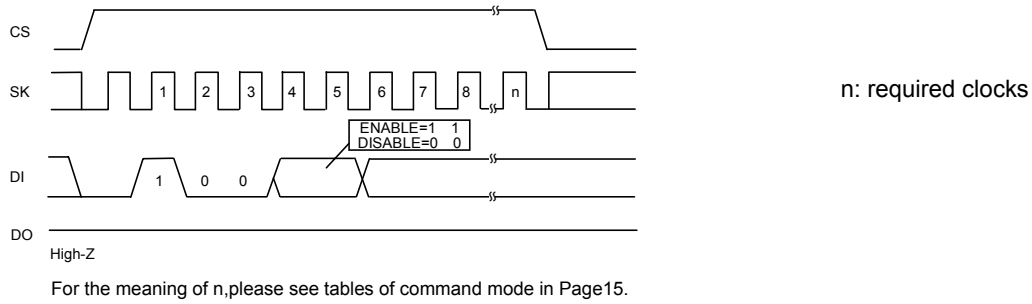 CS
SK
1 2 3 4 5 6 7 8 n
n: required clocks
ENABLE=1 1
DISABLE=0 0
DI
1 0 0
DO
High-Z
For the meaning of n,please see tables of command mode in Page15.